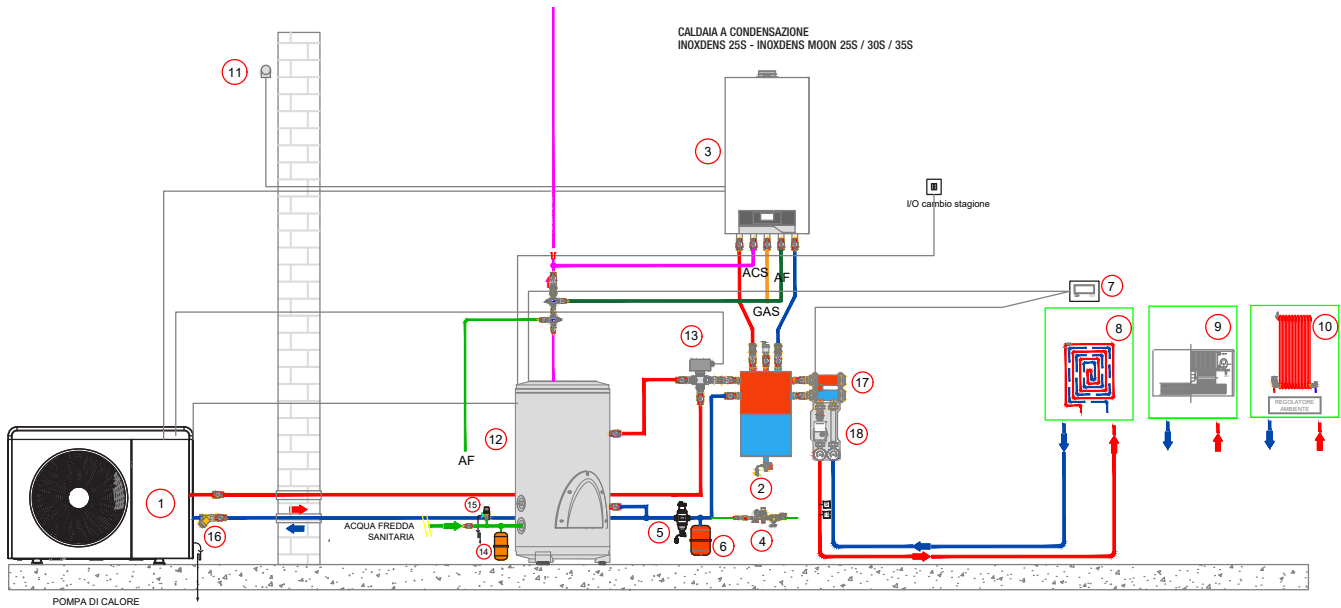 CALDAIA A CONDENSAZIONE
INOXDENS 25S - INOXDENS MOON 25S / 30S / 35S
11
3
I/O cambio stagione
ACS
AF
GAS
7
13
8
9
10
17
REGOLATORE
AMBIENTE
12
18
AF
1
2
15
ACQUA FREDDA
SANITARIA
5
4
16
14
6
POMPA DI CALORE